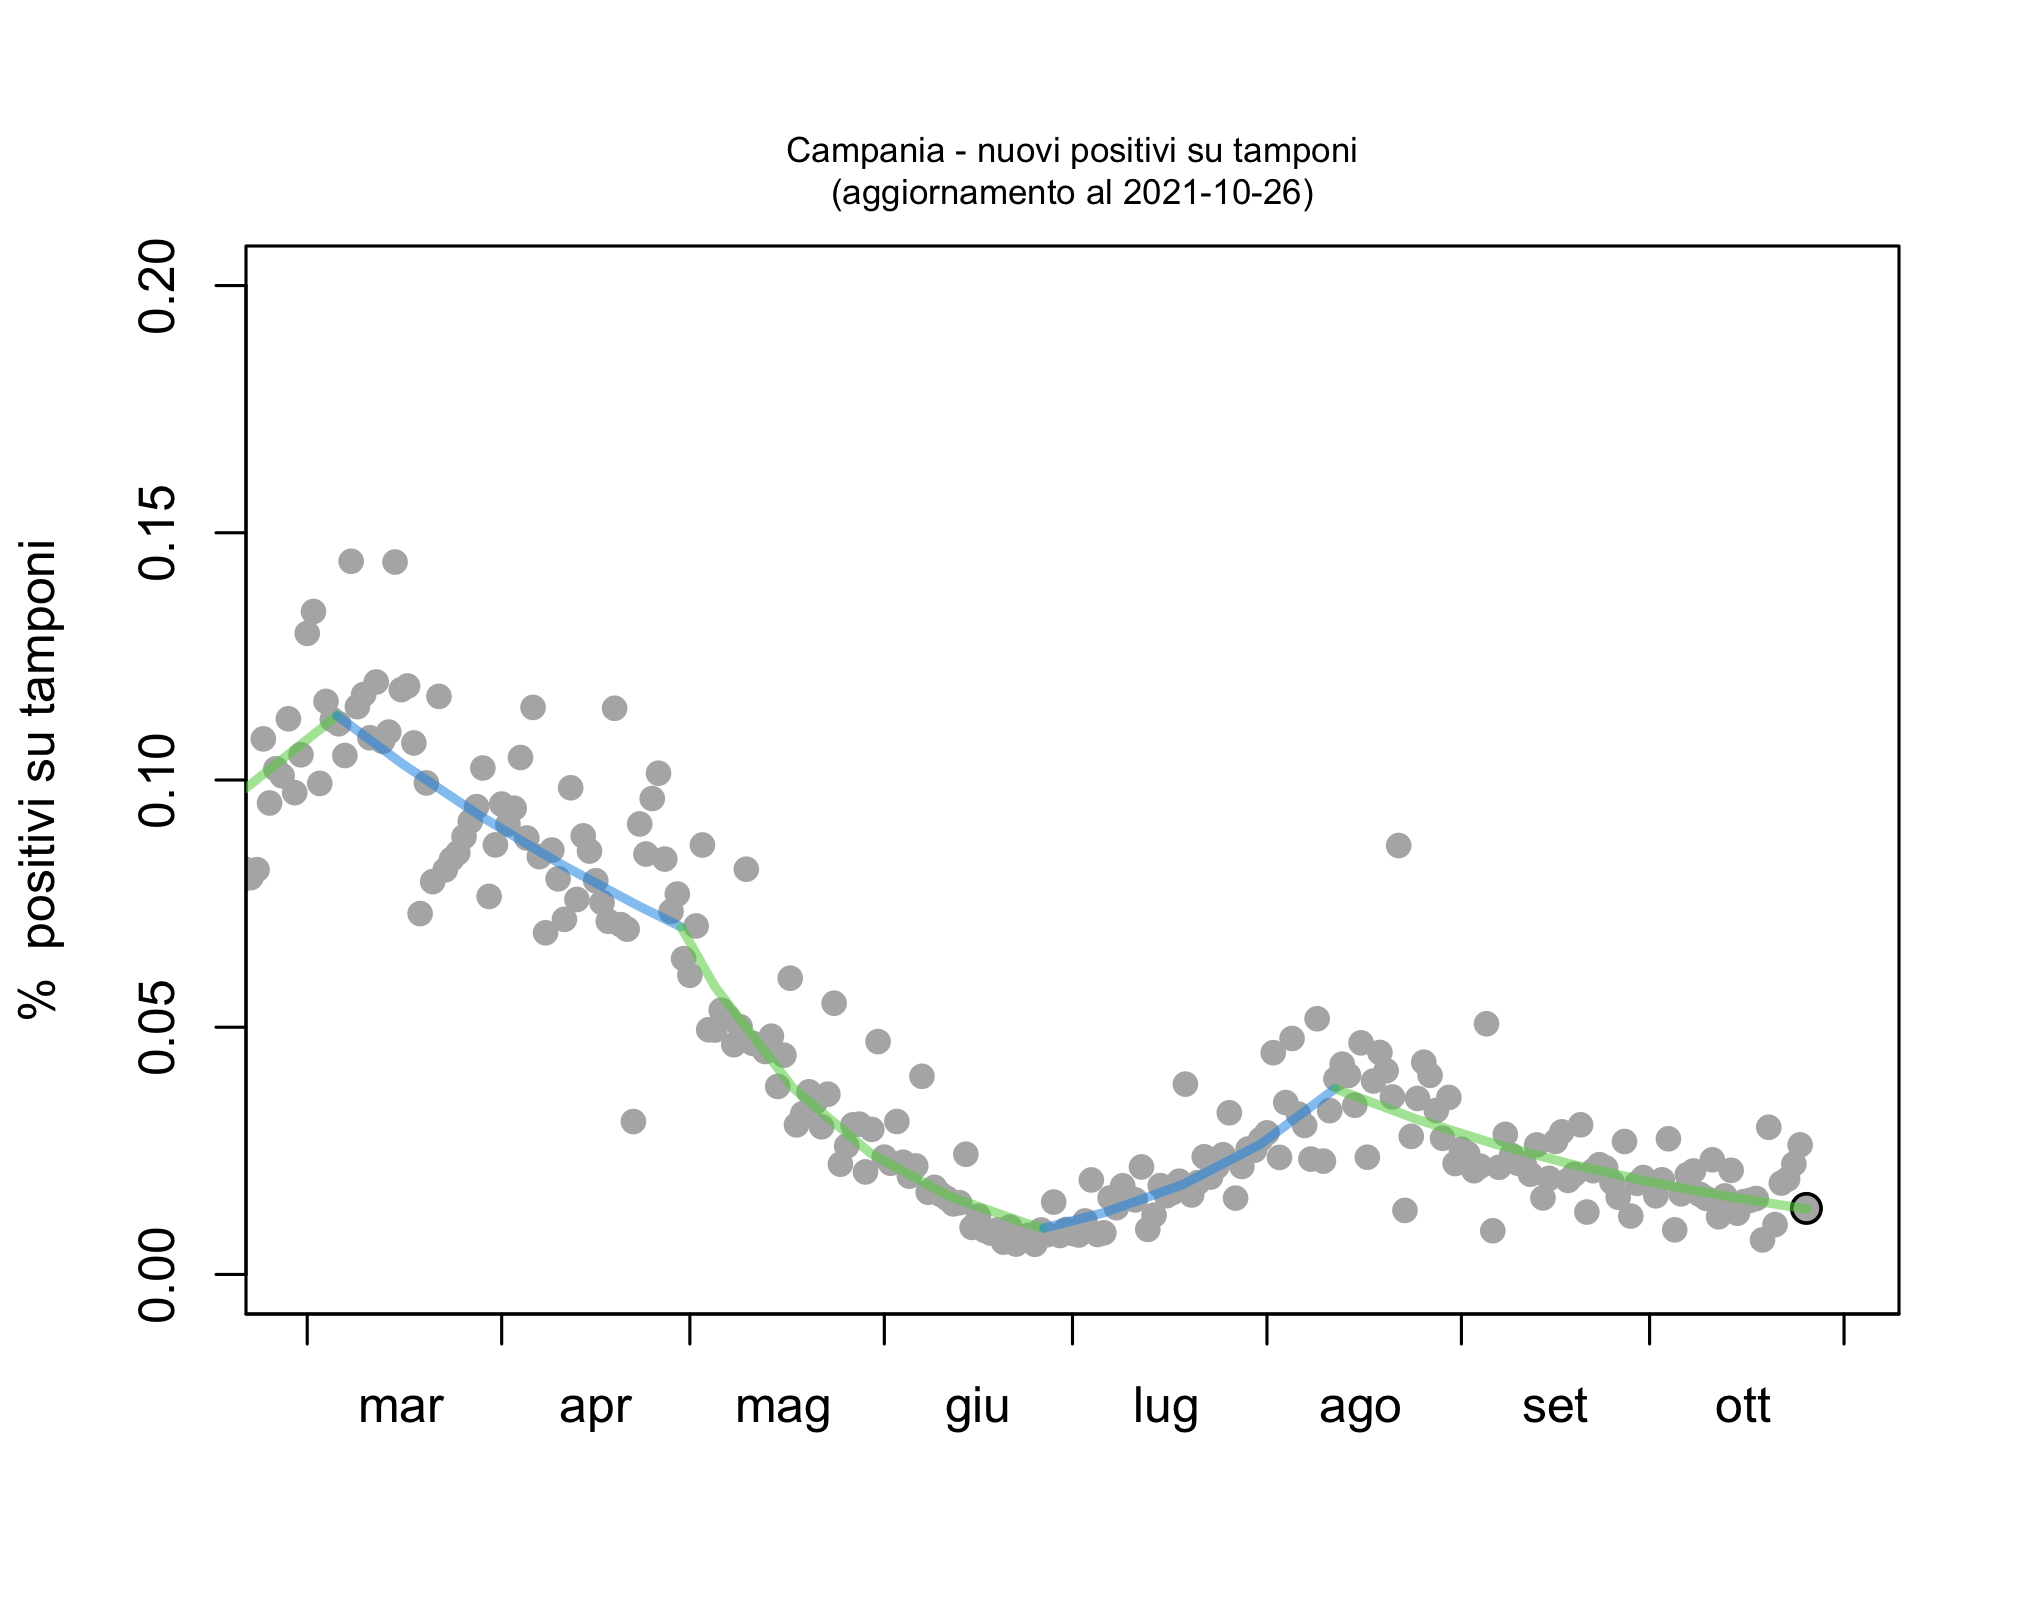 Campania - nuovi positivi su tamponi
(aggiornamento al 2021-10-26)
% positivi su tamponi
0.20
0.15
0.10
0.05
0.00
mar apr mag giu lug ago set ott